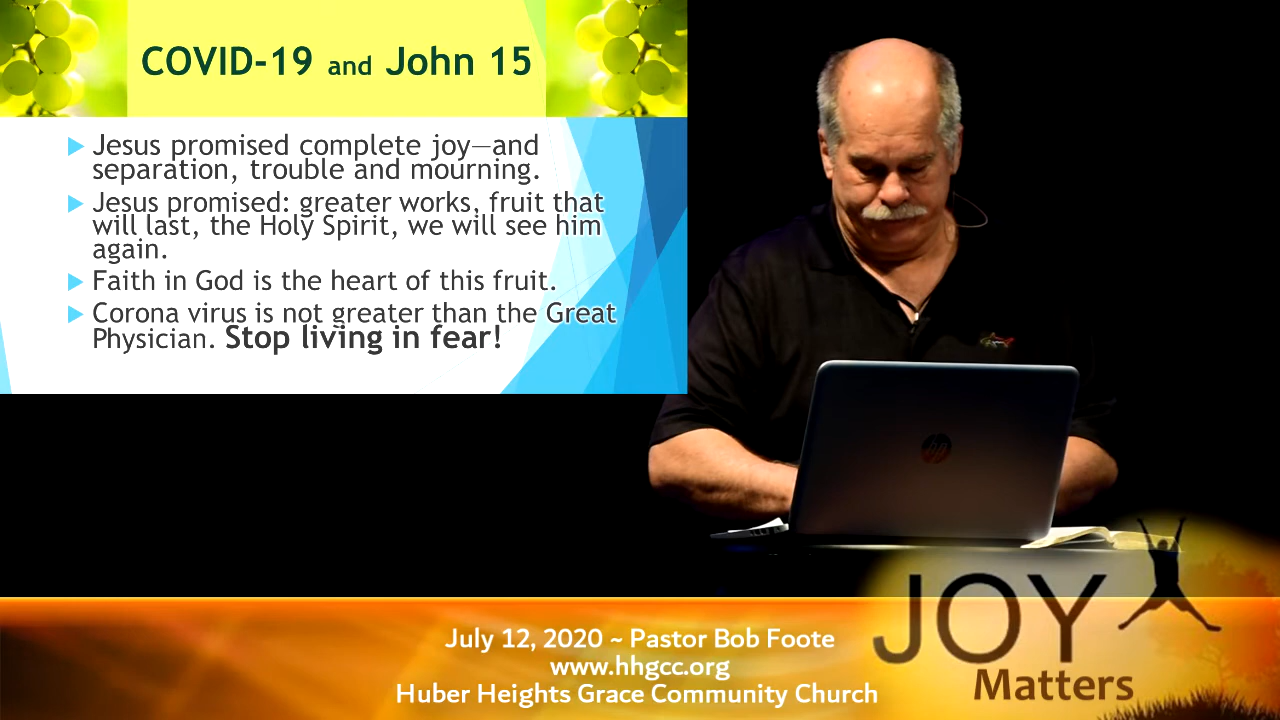 COVID-19 and John 15
Jesus promised complete joy—and
separation, trouble and mourning.
Jesus promised: greater works, fruit that
will last, the Holy Spirit, we will see him
again.
Faith in God is the heart of this fruit.
Corona virus is not greater than the Great
Physician. Stop living in fear!
hp
JOY
Matters
July 12, 2020 ~ Pastor Bob Foote
www.hhgcc.org
Huber Heights Grace Community Church